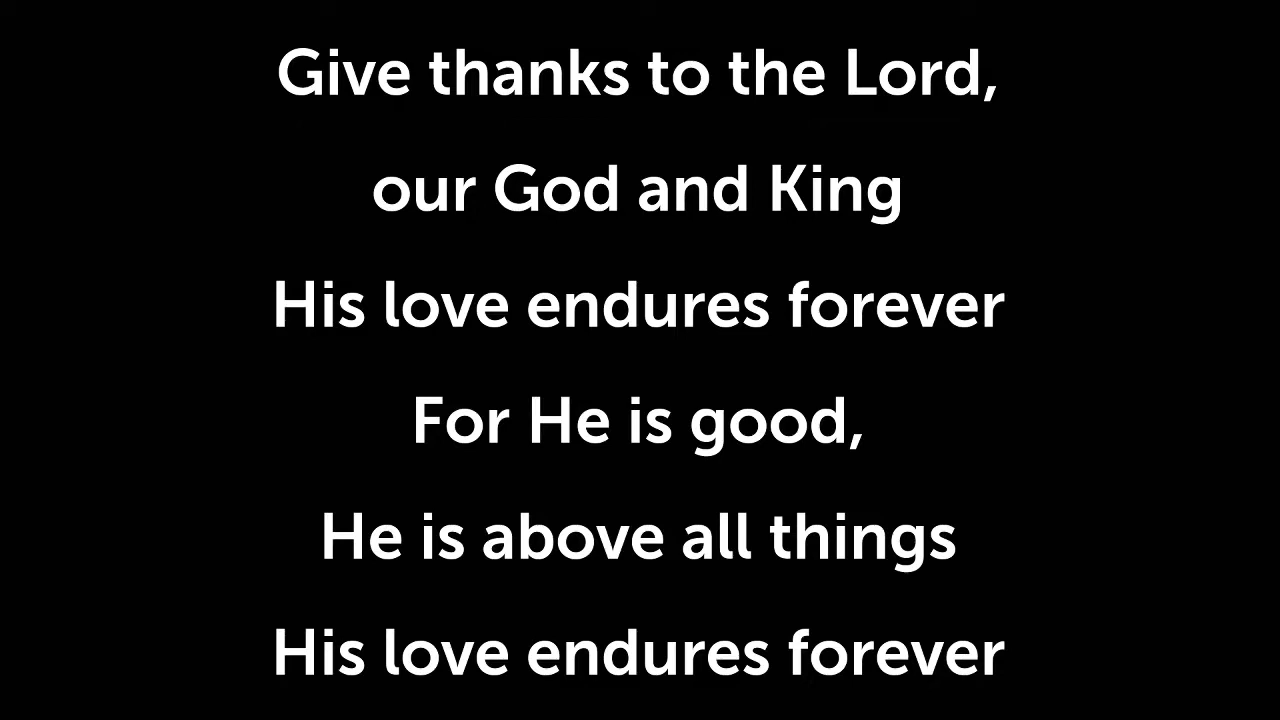 Give thanks to the Lord,
our God and King
His love endures forever
For He is good,
He is above all things
His love endures forever